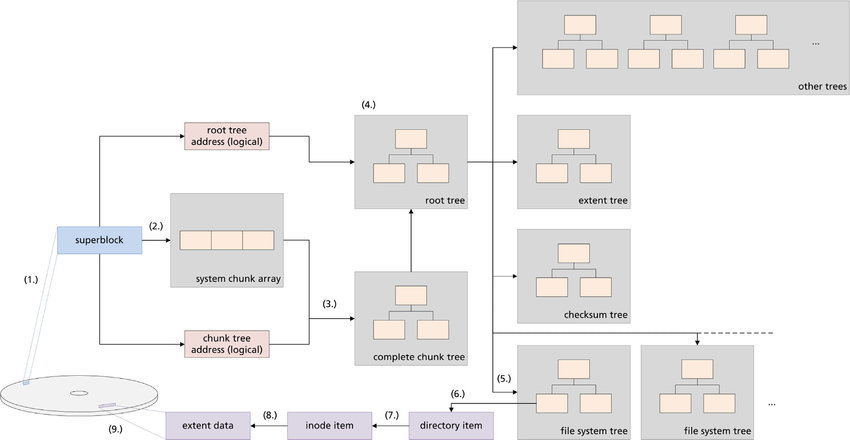 ...
other trees
(4.)
root tree
address (logical)
root tree
extent tree
(2.)
superblock
system chunk array
(1.)
(3.)
checksum tree
chunk tree
address (logical)
complete chunk tree
(5.)
(6.)
file system tree
file system tree
...
(9.)
extent data
(8.)
inode item
(7.)
directory item